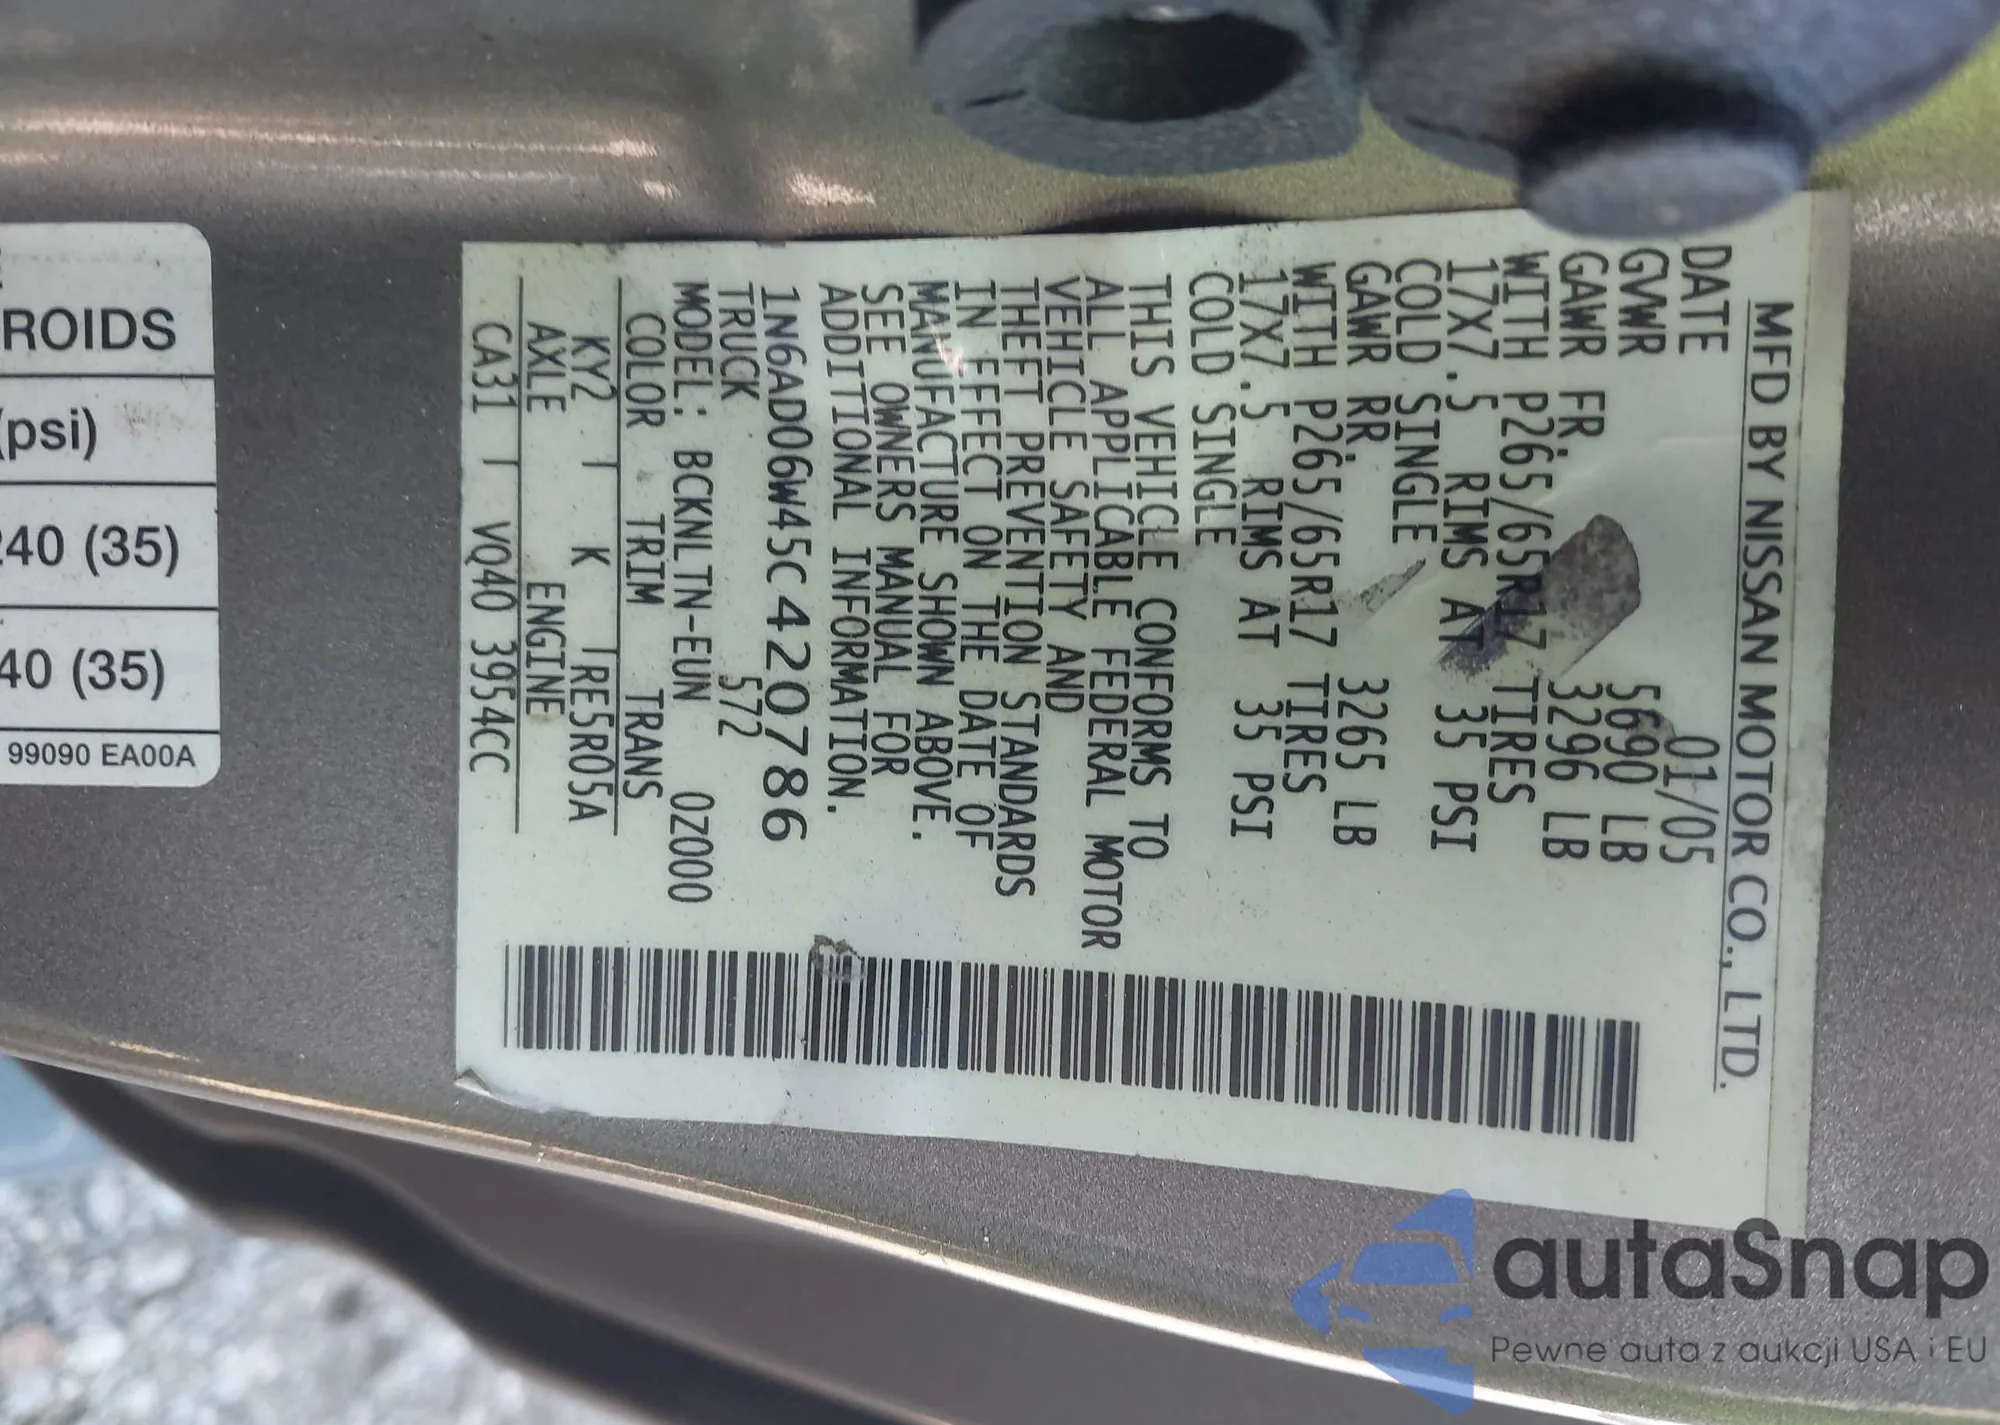 MFD BY NISSAN MOTOR CO., LTD.
DATE 01/05
GVWR 5690 LB
GAWR FR. 3296 LB
WITH P265/65R17 TIRES
17X7.5 RIMS AT 35 PSI
COLD SINGLE
GAWR RR. 3265 LB
WITH P265/65R17 TIRES
17X7.5 RIMS AT 35 PSI
COLD SINGLE
THIS VEHICLE CONFORMS TO
ALL APPLICABLE FEDERAL MOTOR
VEHICLE SAFETY AND
THEFT PREVENTION STANDARDS
IN EFFECT ON THE DATE OF
MANUFACTURE SHOWN ABOVE.
SEE OWNERS MANUAL FOR
ADDITIONAL INFORMATION.
1N6AD06W45C420786
TRUCK 572
MODEL: BCKNLTN-EUN 0Z000
COLOR TRIM TRANS
KY2 K RE5R05A
AXLE ENGINE
CA31 VQ40 3954CC
ROIDS
(psi)
240 (35)
40 (35)
99090 EA00A
autaSnap
Pewne auta z aukcji USA i EU